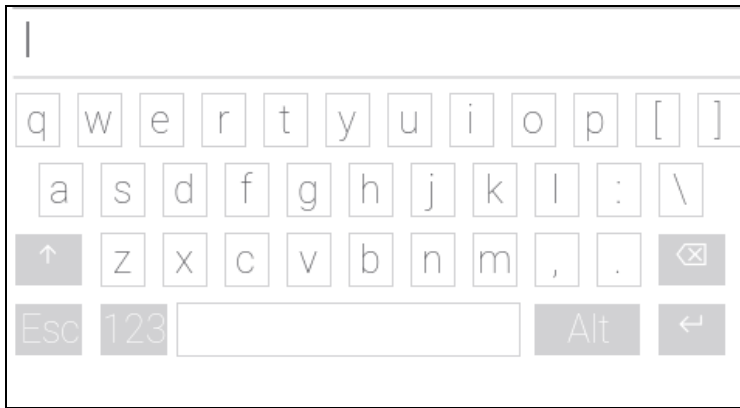 q w e r t y u i o p [ ]
a s d f g h j k l : \
↑ z x c v b n m , . ⌫
Esc 123 Alt ↵